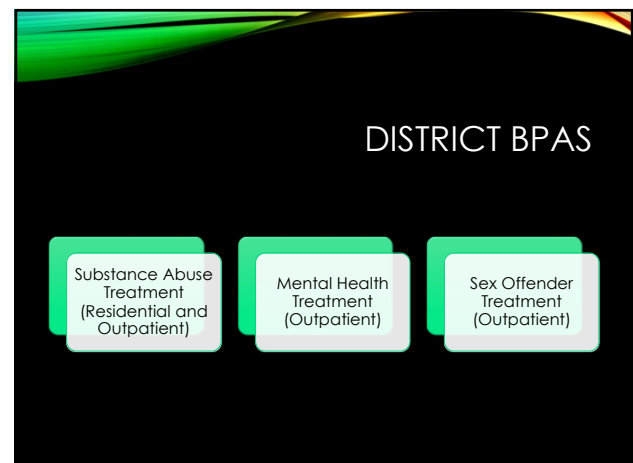 DISTRICT BPAS
Substance Abuse
Treatment
(Residential and
Outpatient)
Mental Health
Treatment
(Outpatient)
Sex Offender
Treatment
(Outpatient)